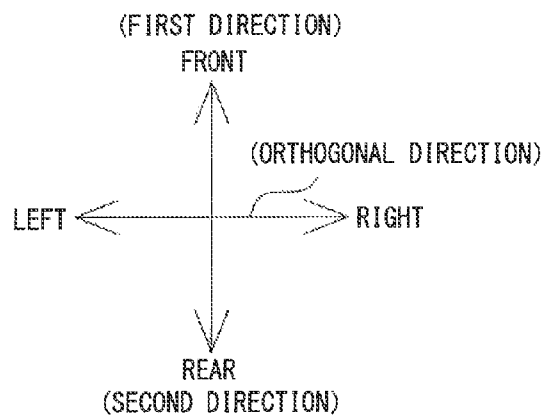 (FIRST DIRECTION)
FRONT
(ORTHOGONAL DIRECTION)
LEFT
RIGHT
REAR
(SECOND DIRECTION)